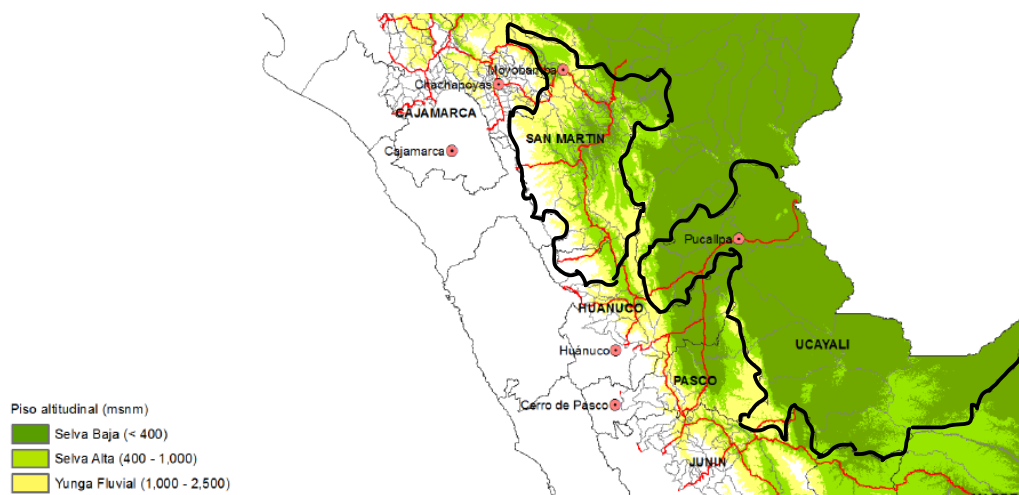 Moyobamba
Chachapoyas
CAJAMARCA
SAN MARTIN
Cajamarca
Pucallpa
HUANUCO
Huánuco
UCAYALI
PASCO
Cerro de Pasco
JUNIN
Piso altitudinal (msnm)
Selva Baja (< 400)
Selva Alta (400 - 1,000)
Yunga Fluvial (1,000 - 2,500)